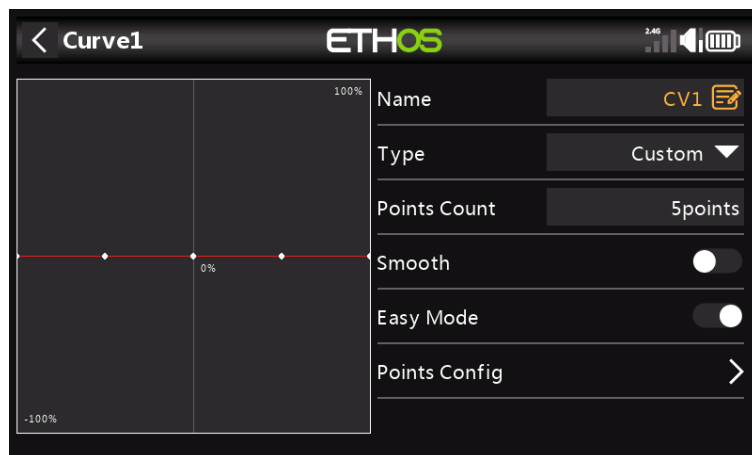 Curve1
ETHOS
2.4G
100%
Name
CV1
Type
Custom
Points Count
5points
0%
Smooth
Easy Mode
Points Config
-100%